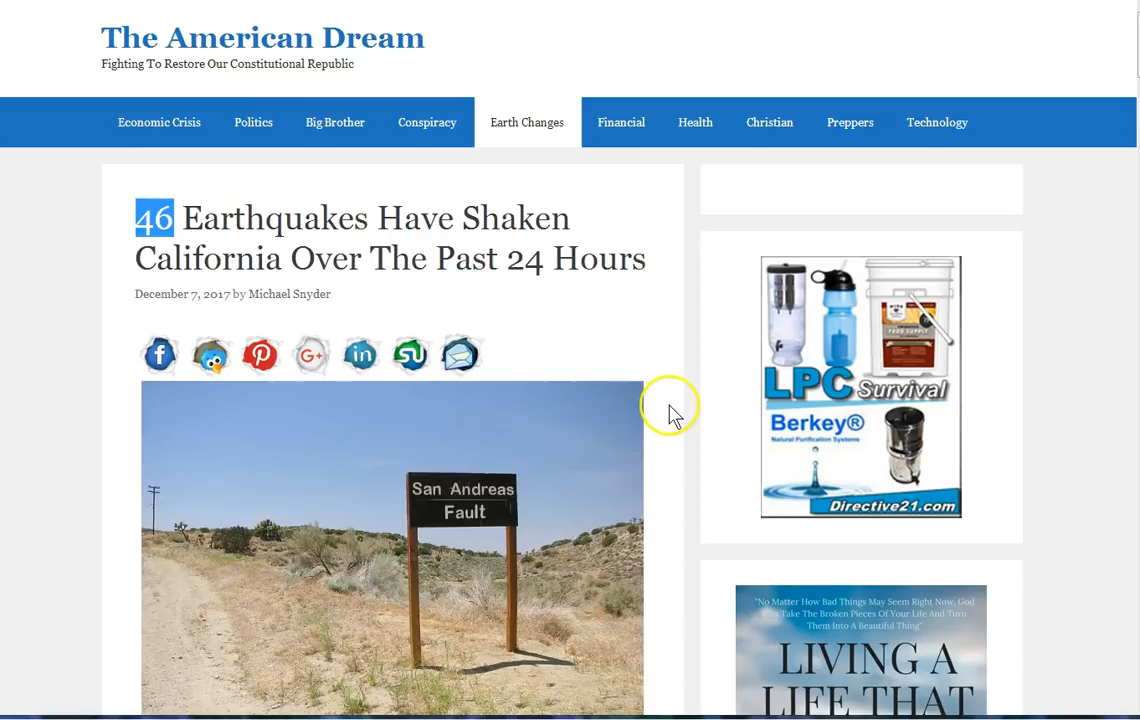 The American Dream
Fighting To Restore Our Constitutional Republic
Economic Crisis Politics Big Brother Conspiracy Earth Changes Financial Health Christian Preppers Technology
46 Earthquakes Have Shaken
California Over The Past 24 Hours
December 7, 2017 by Michael Snyder
San Andreas
Fault
LPC Survival
Berkey®
Natural Purification Systems
Directive21.com
"No Matter How Bad Things May Seem Right Now, God
Can Take The Broken Pieces Of Your Life And Turn
Them Into A Beautiful Thing"
LIVING A
LIFE THAT